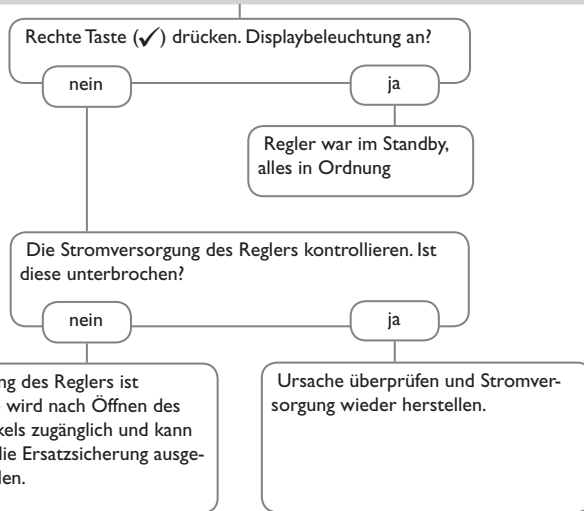 Rechte Taste (✓) drücken. Displaybeleuchtung an?
nein
ja
Regler war im Standby,
alles in Ordnung
Die Stromversorgung des Reglers kontrollieren. Ist
diese unterbrochen?
nein
ja
des Reglers ist
wird nach Öffnen des
zugänglich und kann
die Ersatzsicherung ausge-
Ursache überprüfen und Stromver-
sorgung wieder herstellen.